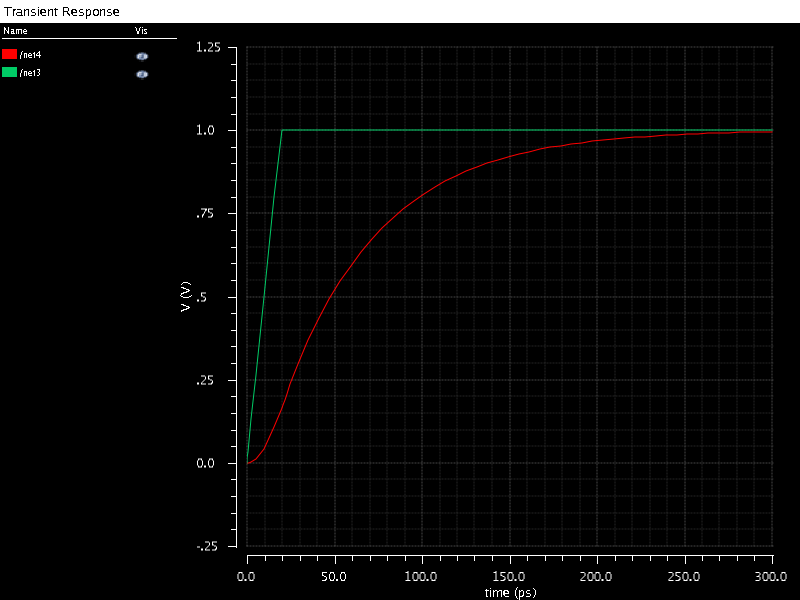 Transient Response
Name Vis
/net4
/net3
1.25
1.0
.75
V (V)
.5
.25
0.0
-.25
0.0 50.0 100.0 150.0 200.0 250.0 300.0
time (ps)